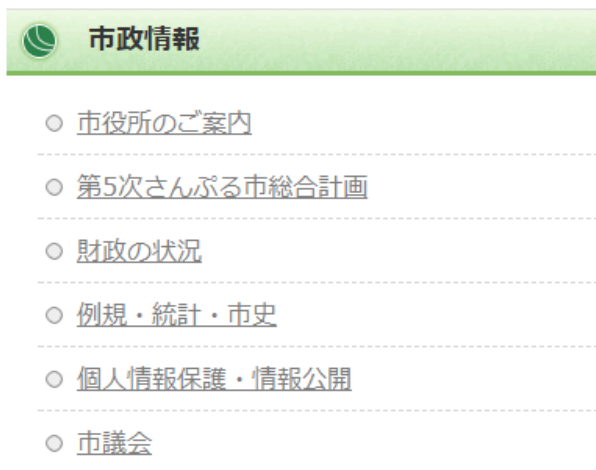 市政情報
市役所のご案内
第5次さんぷる市総合計画
財政の状況
例規・統計・市史
個人情報保護・情報公開
市議会